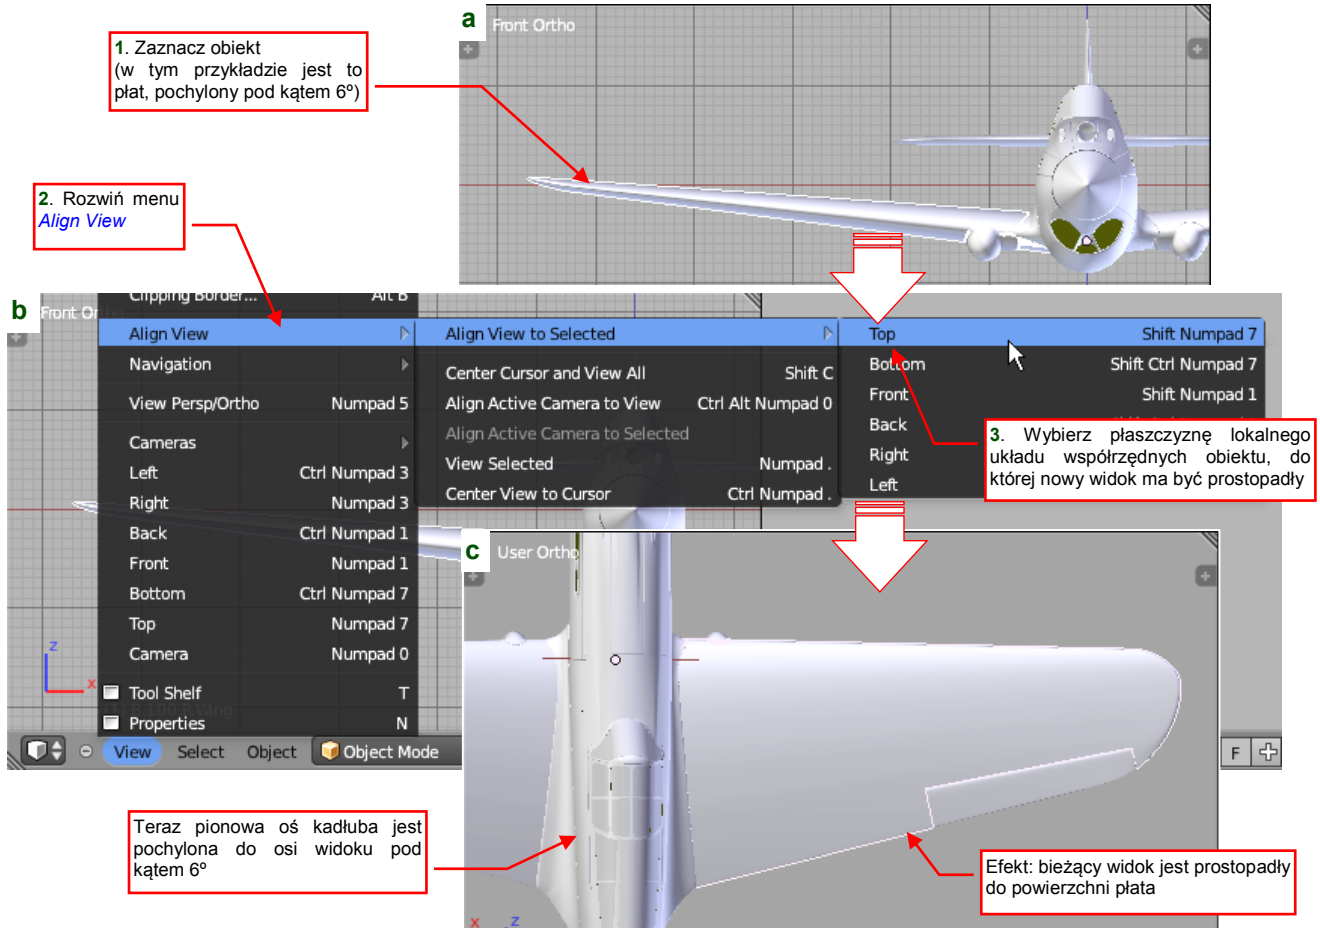 a
Front Ortho
1. Zaznacz obiekt
(w tym przykładzie jest to
płat, pochylony pod kątem 6º)
2. Rozwiń menu
Align View
b
Front Or
Clipping Border... Alt B
Align View
Navigation
View Persp/Ortho Numpad 5
Cameras
Left Ctrl Numpad 3
Right Numpad 3
Back Ctrl Numpad 1
Front Numpad 1
Bottom Ctrl Numpad 7
Top Numpad 7
Camera Numpad 0
Tool Shelf T
Properties N
Align View to Selected
Center Cursor and View All Shift C
Align Active Camera to View Ctrl Alt Numpad 0
Align Active Camera to Selected
View Selected Numpad .
Center View to Cursor Ctrl Numpad .
Top Shift Numpad 7
Bottom Shift Ctrl Numpad 7
Front Shift Numpad 1
Back
Right
Left
3. Wybierz płaszczyznę lokalnego
układu współrzędnych obiektu, do
której nowy widok ma być prostopadły
z
x
(1) B.100.R.Wing
View Select Object Object Mode
F
c
User Ortho
Teraz pionowa oś kadłuba jest
pochylona do osi widoku pod
kątem 6º
Efekt: bieżący widok jest prostopadły
do powierzchni płata
x z